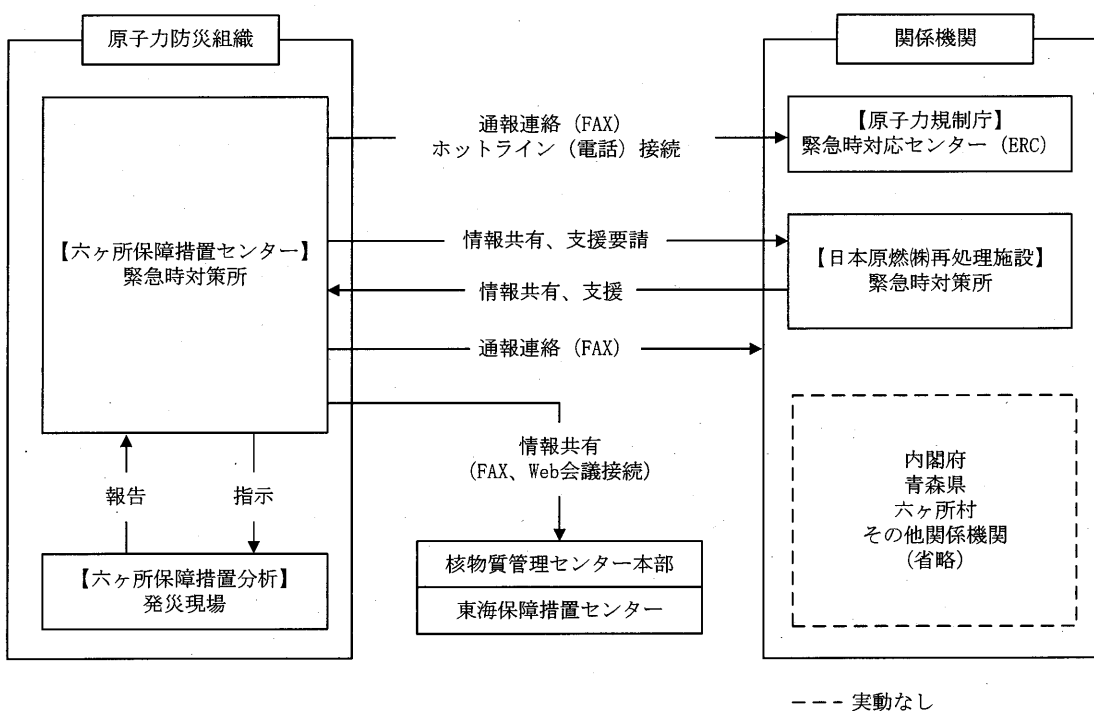 原子力防災組織
関係機関
【六ヶ所保障措置センター】
緊急時対策所
報告
指示
【六ヶ所保障措置分析】
発災現場
通報連絡（FAX）
ホットライン（電話）接続
情報共有、支援要請
情報共有、支援
通報連絡（FAX）
情報共有
(FAX、Web会議接続)
核物質管理センター本部
東海保障措置センター
【原子力規制庁】
緊急時対応センター（ERC）
【日本原燃㈱再処理施設】
緊急時対策所
内閣府
青森県
六ヶ所村
その他関係機関
(省略)
--- 実動なし